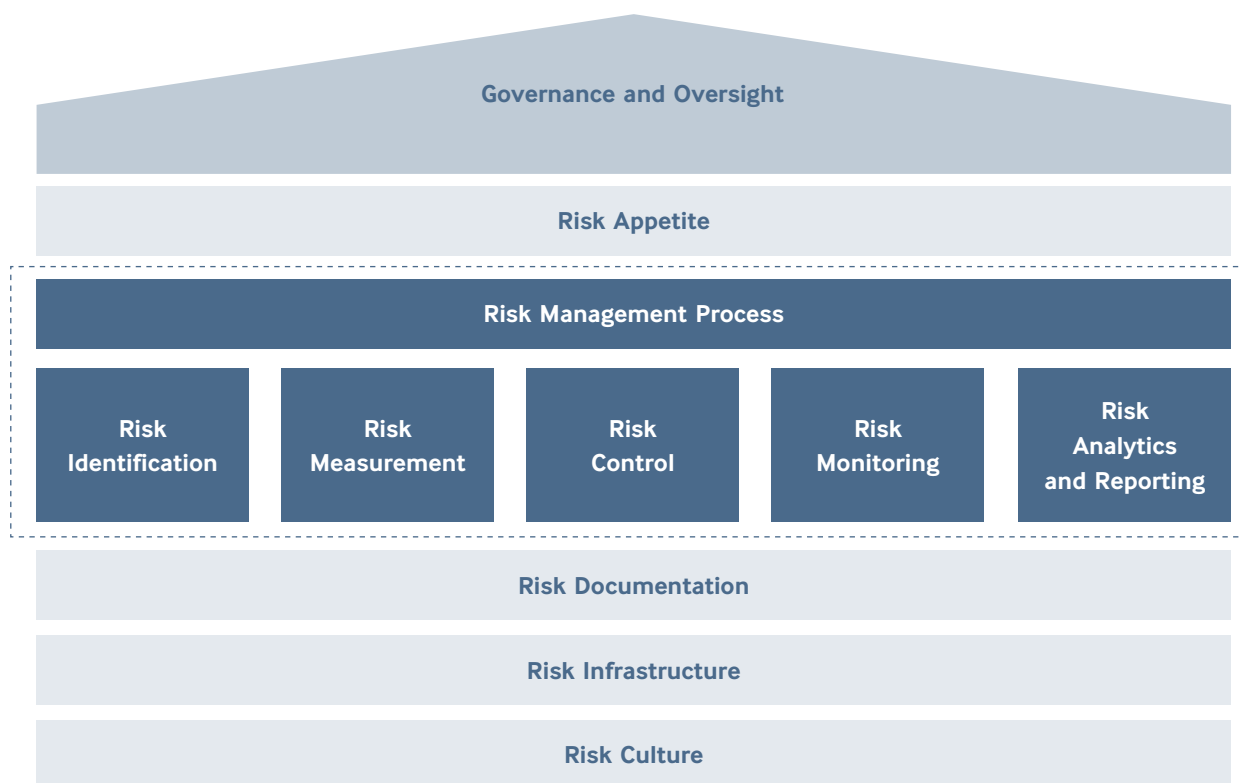 Governance and Oversight
Risk Appetite
Risk Management Process
Risk
Identification
Risk
Measurement
Risk
Control
Risk
Monitoring
Risk
Analytics
and Reporting
Risk Documentation
Risk Infrastructure
Risk Culture